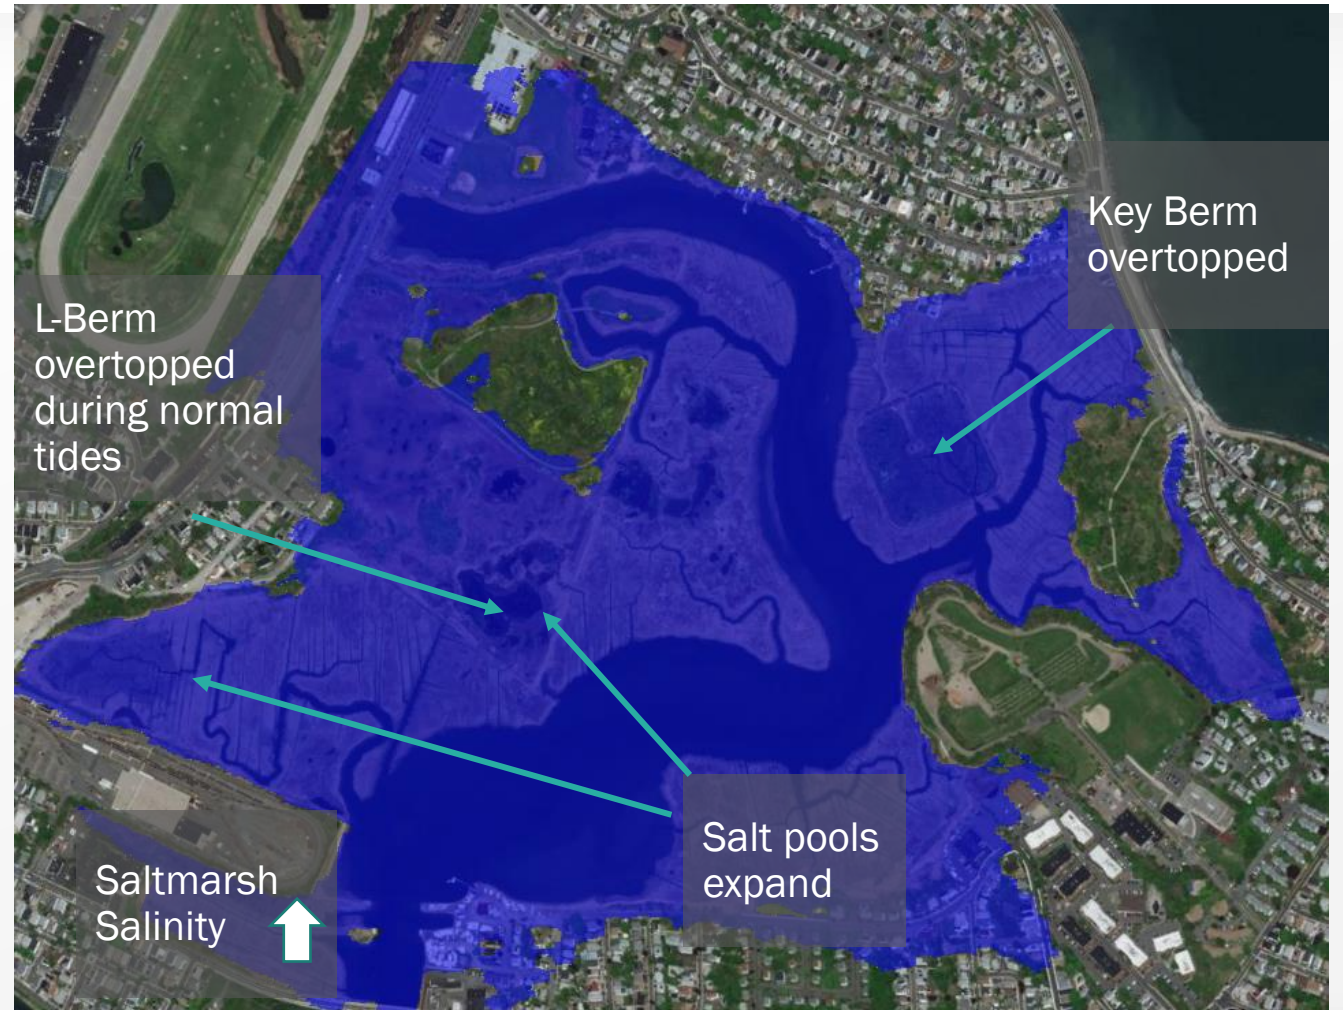 Key Berm
overtopped
L-Berm
overtopped
during normal
tides
Salt pools
expand
Saltmarsh
Salinity